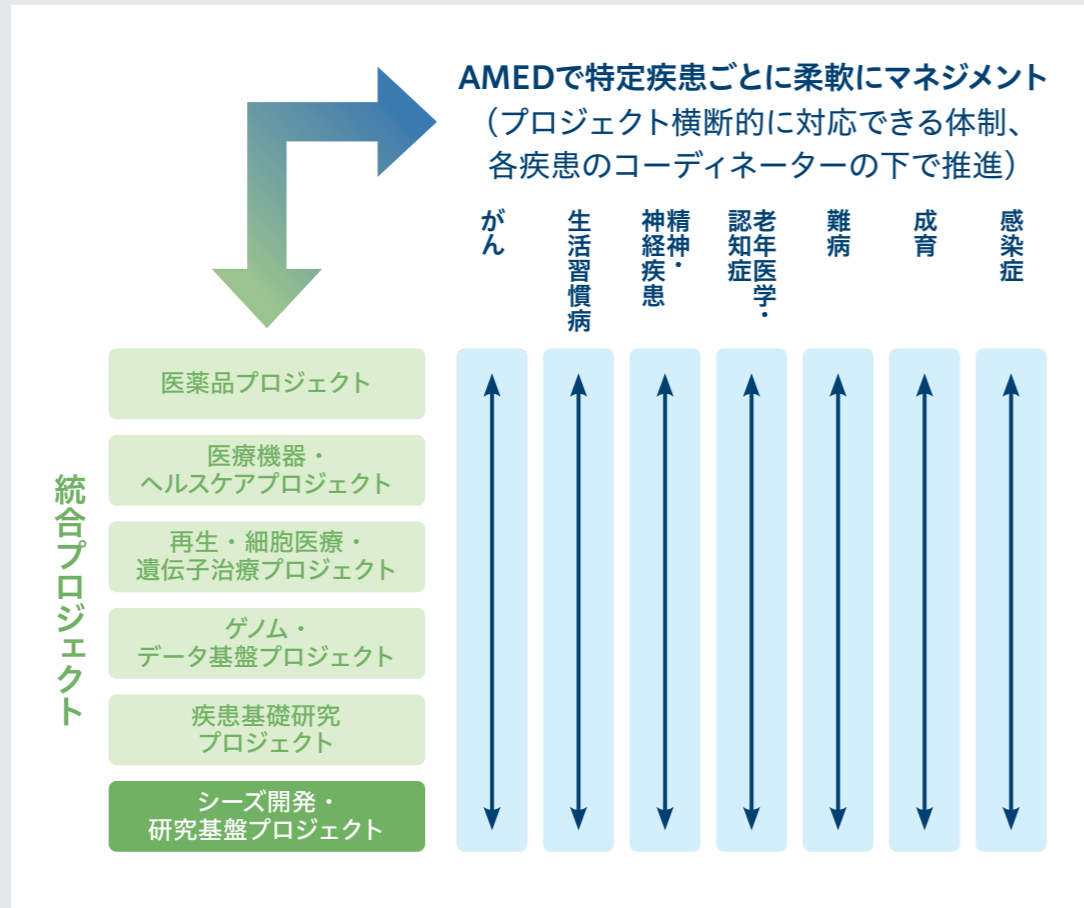 AMEDで特定疾患ごとに柔軟にマネジメント
（プロジェクト横断的に対応できる体制、
各疾患のコーディネーターの下で推進）
がん
生活習慣病
精神・
神経疾患
老年医学・
認知症
難病
成育
感染症
統合プロジェクト
医薬品プロジェクト
医療機器・
ヘルスケアプロジェクト
再生・細胞医療・
遺伝子治療プロジェクト
ゲノム・
データ基盤プロジェクト
疾患基礎研究
プロジェクト
シーズ開発・
研究基盤プロジェクト